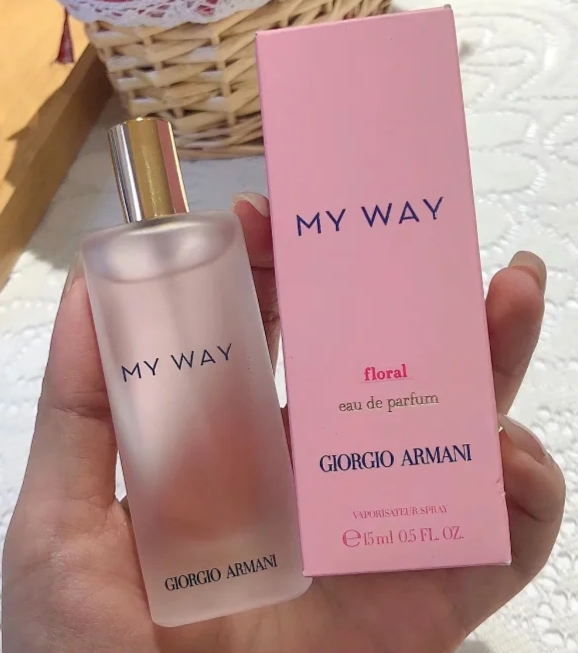 MY WAY
GIORGIO ARMANI
MY WAY
floral
eau de parfum
GIORGIO ARMANI
VAPORISATEUR SPRAY
℮15 ml 0.5 FL. OZ.